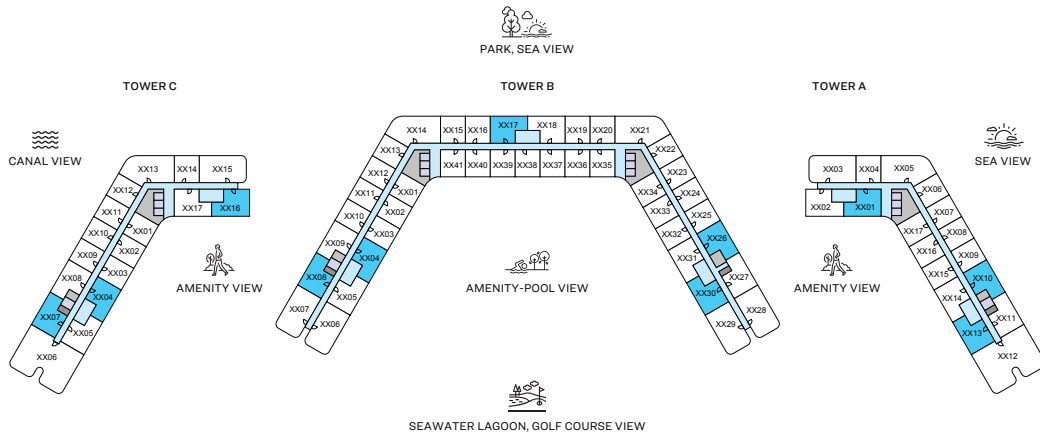 PARK, SEA VIEW
TOWER C
TOWER B
TOWER A
CANAL VIEW
SEA VIEW
XX13
XX14
XX15
XX12
XX11
XX10
XX09
XX08
XX07
XX06
XX01
XX02
XX03
XX04
XX05
XX17
XX16
AMENITY VIEW
XX14
XX15
XX16
XX17
XX18
XX19
XX20
XX21
XX13
XX12
XX11
XX10
XX09
XX08
XX07
XX06
XX05
XX04
XX03
XX02
XX01
XX41
XX40
XX39
XX38
XX37
XX36
XX35
XX34
XX33
XX32
XX31
XX30
XX29
XX22
XX23
XX24
XX25
XX26
XX27
XX28
AMENITY-POOL VIEW
AMENITY VIEW
XX03
XX04
XX05
XX02
XX01
XX06
XX07
XX08
XX09
XX10
XX11
XX12
XX17
XX16
XX15
XX14
XX13
SEAWATER LAGOON, GOLF COURSE VIEW